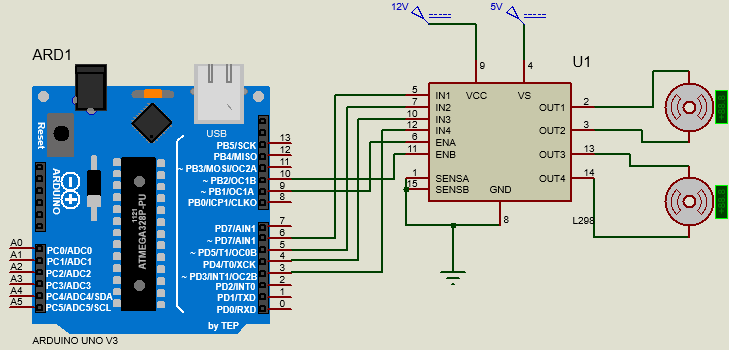 12V
5V
ARD1
U1
9
4
VCC
VS
Reset
USB
5
IN1
7
IN2
10
IN3
12
IN4
6
ENA
11
ENB
1
SENSA
15
SENSB
GND
8
OUT1
2
OUT2
3
OUT3
13
OUT4
14
L298
+88.8
+88.8
PB5/SCK
13
PB4/MISO
12
~ PB3/MOSI/OC2A
11
~ PB2/OC1B
10
~ PB1/OC1A
9
PB0/ICP1/CLKO
8
PD7/AIN1
7
~ PD7/AIN1
6
~ PD5/T1/OC0B
5
PD4/T0/XCK
4
~ PD3/INT1/OC2B
3
PD2/INT0
2
PD1/TXD
1
PD0/RXD
0
ARDUINO
1121
ATMEGA328P-PU
A0
PC0/ADC0
A1
PC1/ADC1
A2
PC2/ADC2
A3
PC3/ADC3
A4
PC4/ADC4/SDA
A5
PC5/ADC5/SCL
by TEP
ARDUINO UNO V3